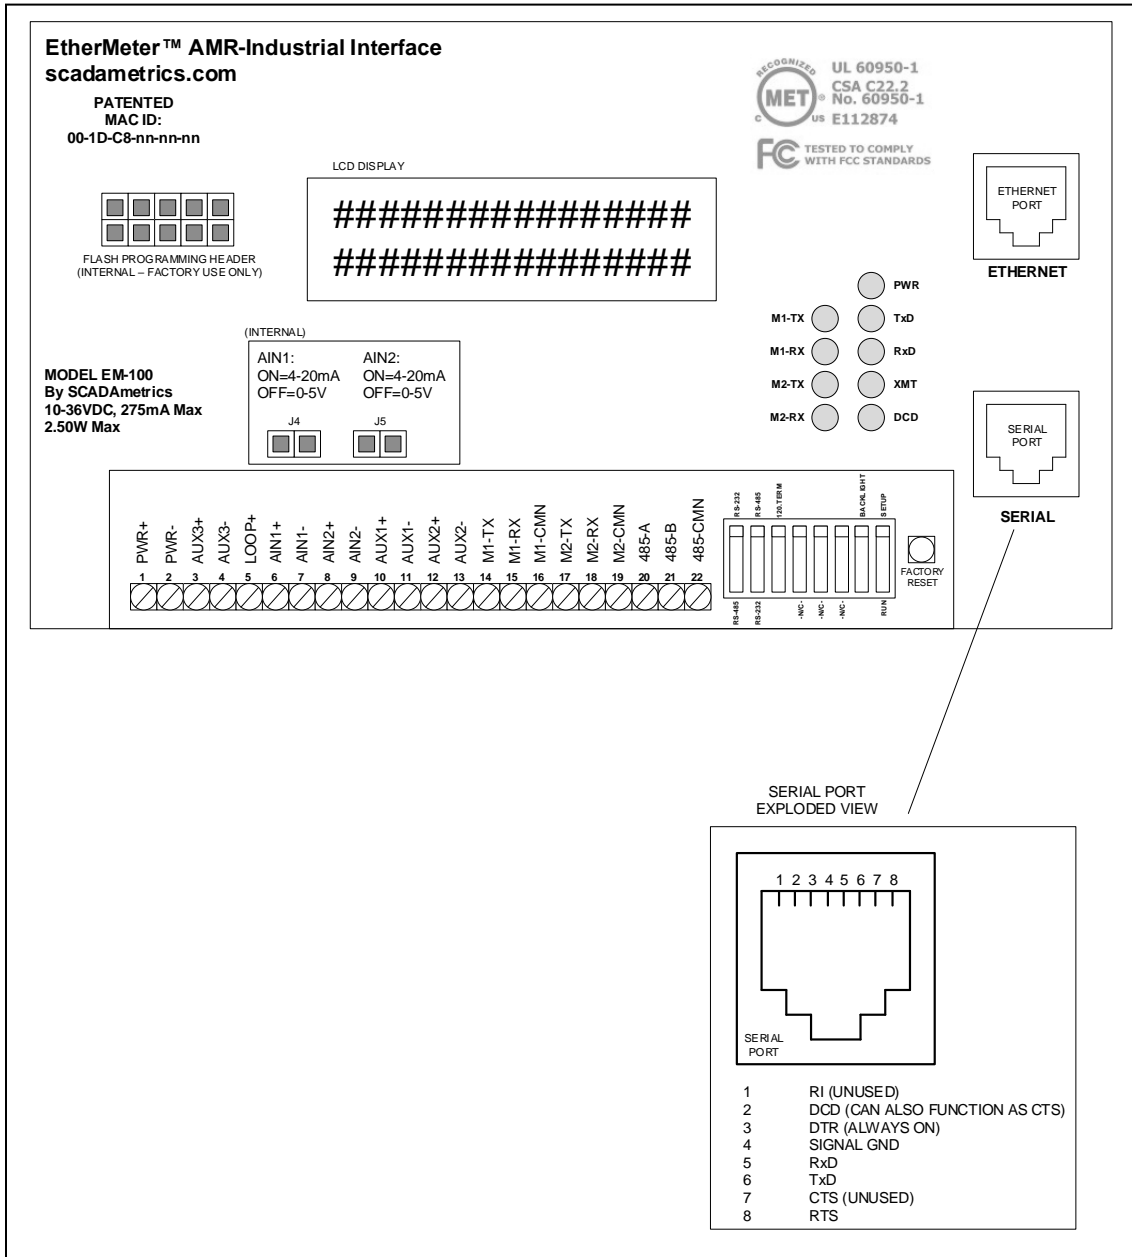 EtherMeter™ AMR-Industrial Interface
scadametrics.com
PATENTED
MAC ID:
00-1D-C8-nn-nn-nn
RECOGNIZED
MET
®
C US
UL 60950-1
CSA C22.2
No. 60950-1
E112874
FC TESTED TO COMPLY
WITH FCC STANDARDS
LCD DISPLAY
################
################
FLASH PROGRAMMING HEADER
(INTERNAL – FACTORY USE ONLY)
ETHERNET
PORT
ETHERNET
PWR
M1-TX TxD
M1-RX RxD
M2-TX XMT
M2-RX DCD
(INTERNAL)
AIN1: AIN2:
ON=4-20mA ON=4-20mA
OFF=0-5V OFF=0-5V
J4 J5
MODEL EM-100
By SCADAmetrics
10-36VDC, 275mA Max
2.50W Max
SERIAL
PORT
SERIAL
PWR+
PWR-
AUX3+
AUX3-
LOOP+
AIN1+
AIN1-
AIN2+
AIN2-
AUX1+
AUX1-
AUX2+
AUX2-
M1-TX
M1-RX
M1-CMN
M2-TX
M2-RX
M2-CMN
485-A
485-B
485-CMN
1 2 3 4 5 6 7 8 9 10 11 12 13 14 15 16 17 18 19 20 21 22
RS-232
RS-485
120.TERM
BACKLIGHT
SETUP
RS-485
RS-232
-N/C-
-N/C-
-N/C-
RUN
FACTORY
RESET
SERIAL PORT
EXPLODED VIEW
1 2 3 4 5 6 7 8
SERIAL
PORT
1 RI (UNUSED)
2 DCD (CAN ALSO FUNCTION AS CTS)
3 DTR (ALWAYS ON)
4 SIGNAL GND
5 RxD
6 TxD
7 CTS (UNUSED)
8 RTS